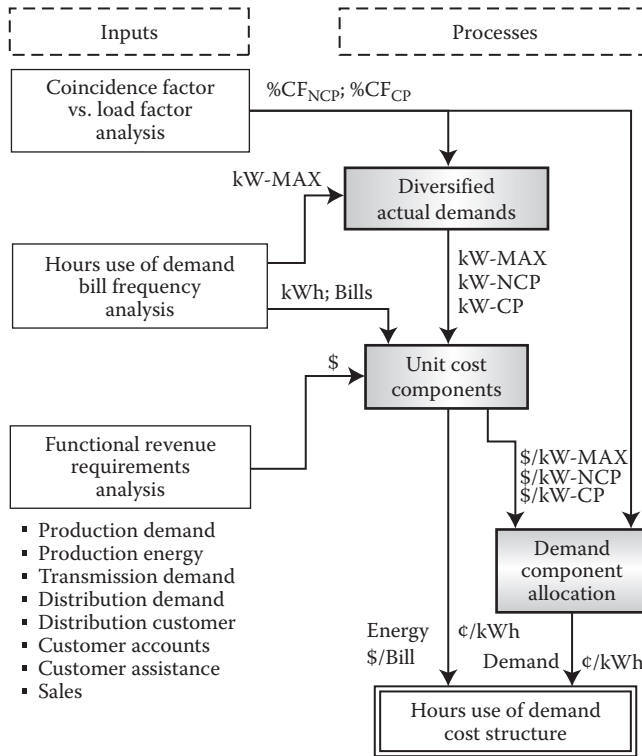 Inputs
Processes
Coincidence factor
vs. load factor
analysis
%CF_NCP; %CF_CP
kW-MAX
Diversified
actual demands
Hours use of demand
bill frequency
analysis
kWh; Bills
kW-MAX
kW-NCP
kW-CP
$
Unit cost
components
Functional revenue
requirements
analysis
$/kW-MAX
$/kW-NCP
$/kW-CP
▪ Production demand
▪ Production energy
▪ Transmission demand
▪ Distribution demand
▪ Distribution customer
▪ Customer accounts
▪ Customer assistance
▪ Sales
Demand
component
allocation
Energy ¢/kWh
$/Bill
Demand ¢/kWh
Hours use of demand
cost structure